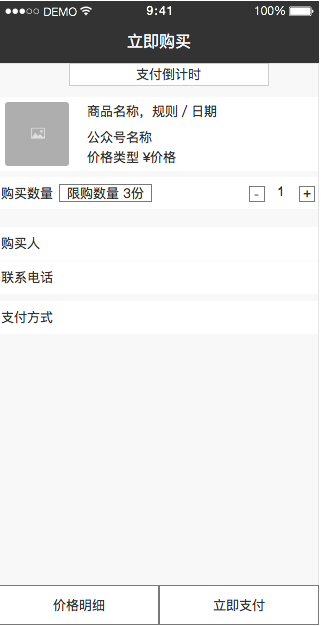 ●●●○○ DEMO 9:41 100%
立即购买
支付倒计时
商品名称，规则 / 日期
公众号名称
价格类型 ¥价格
购买数量 限购数量 3份 - 1 +
购买人
联系电话
支付方式
价格明细 立即支付